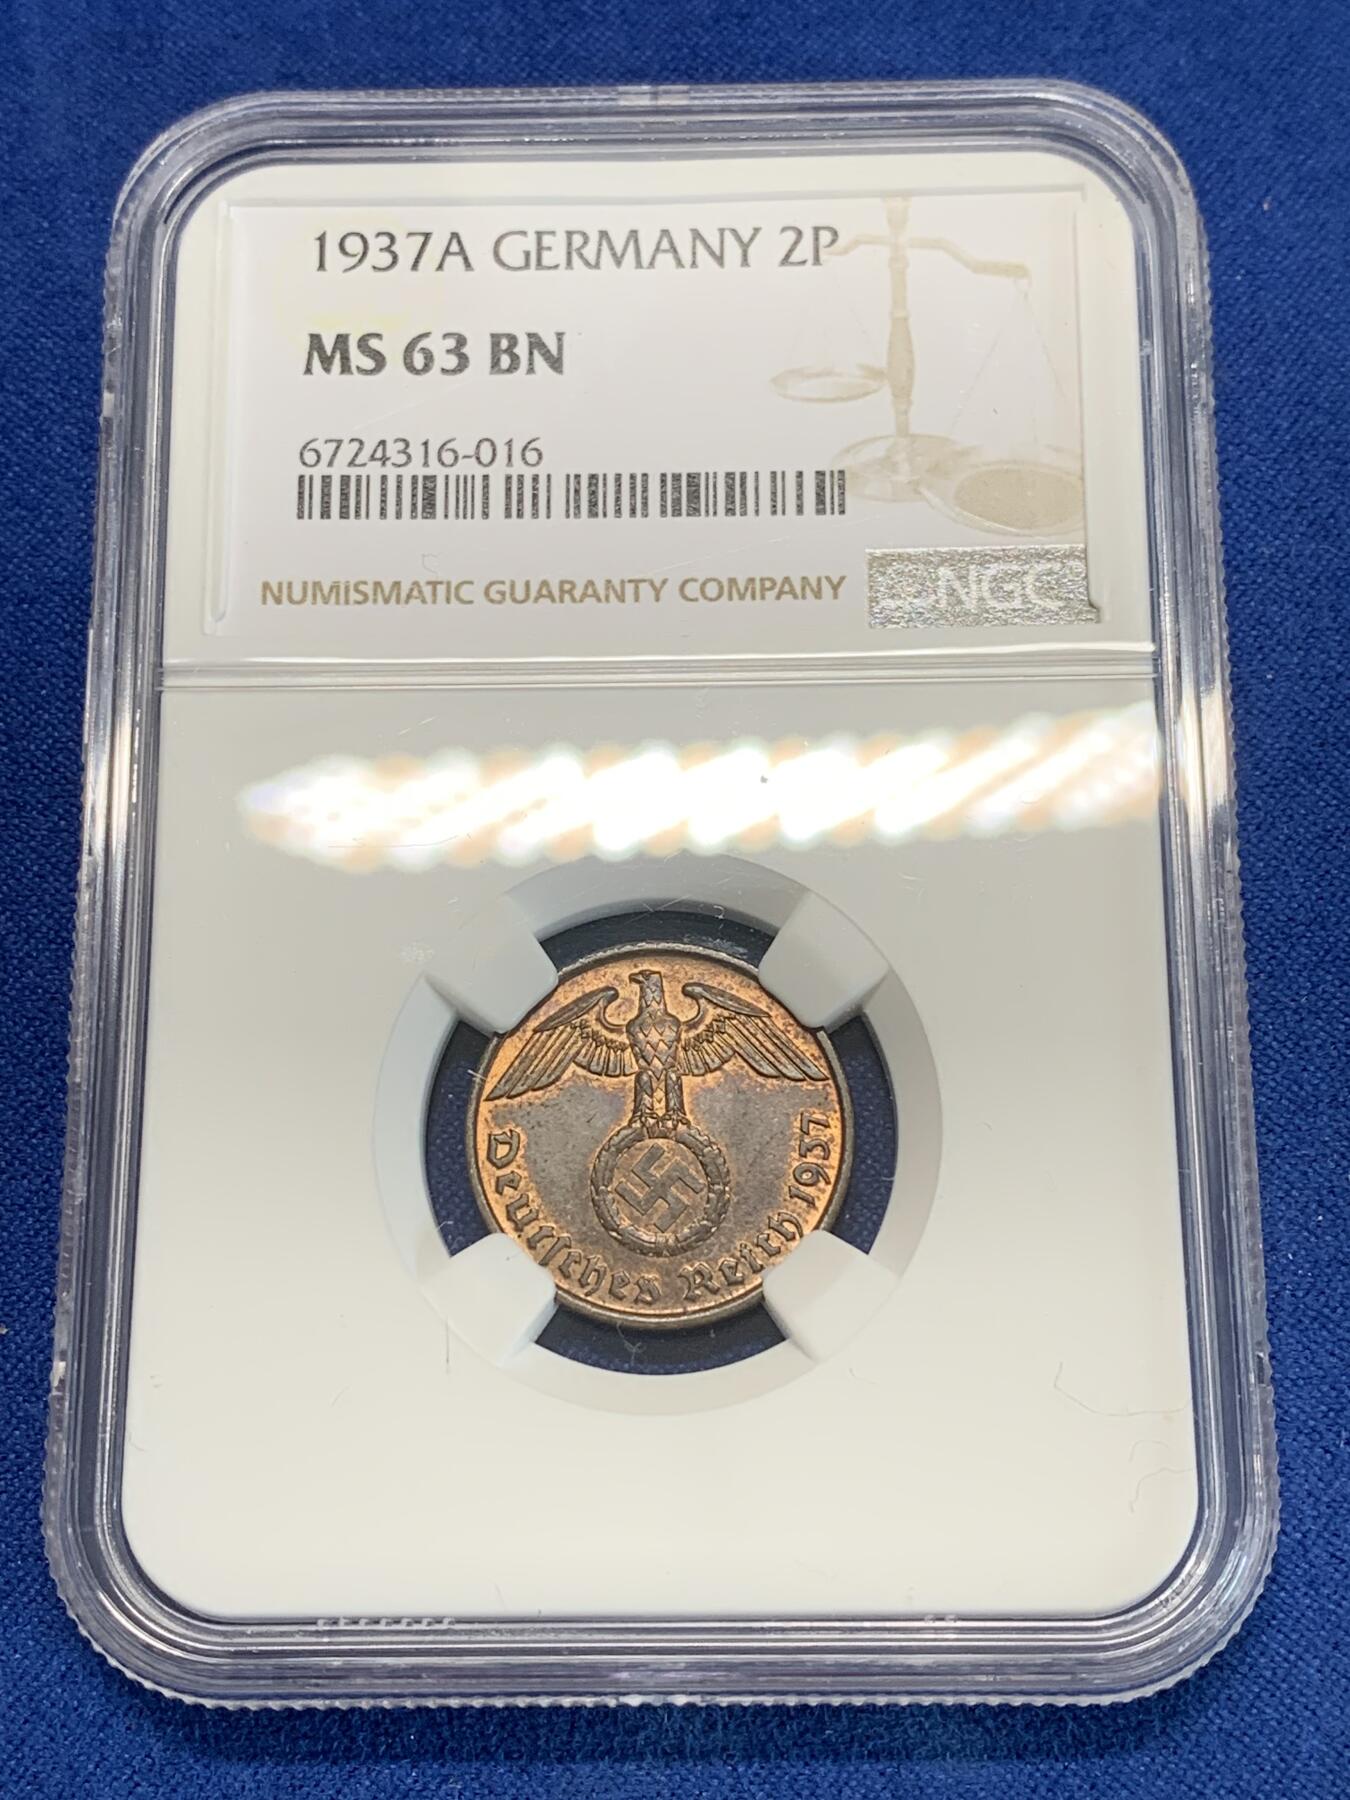 1937A GERMANY 2P
MS 63 BN
6724316-016
NUMISMATIC GUARANTY COMPANY
NGC
Deutsches Reich 1937